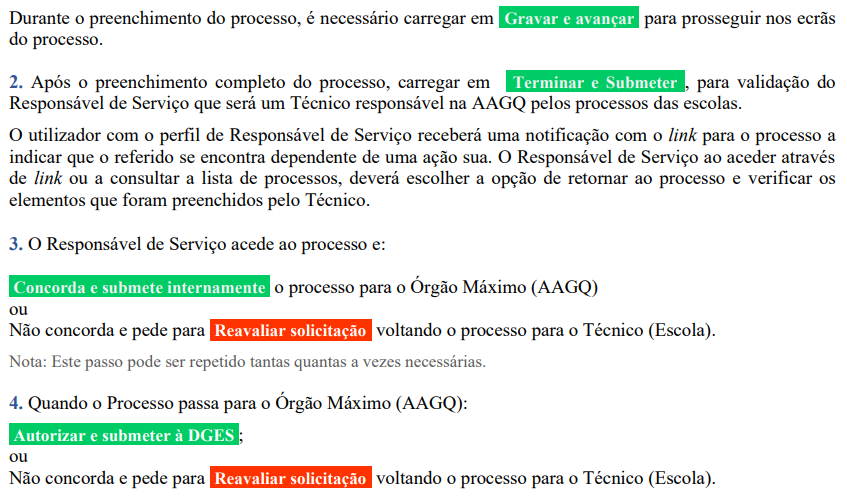 Durante o preenchimento do processo, é necessário carregar em Gravar e avançar para prosseguir nos ecrãs
do processo.
2. Após o preenchimento completo do processo, carregar em Terminar e Submeter, para validação do
Responsável de Serviço que será um Técnico responsável na AAGQ pelos processos das escolas.
O utilizador com o perfil de Responsável de Serviço receberá uma notificação com o link para o processo a
indicar que o referido se encontra dependente de uma ação sua. O Responsável de Serviço ao aceder através
de link ou a consultar a lista de processos, deverá escolher a opção de retornar ao processo e verificar os
elementos que foram preenchidos pelo Técnico.
3. O Responsável de Serviço acede ao processo e:
Concorda e submete internamente o processo para o Órgão Máximo (AAGQ)
ou
Não concorda e pede para Reavaliar solicitação voltando o processo para o Técnico (Escola).
Nota: Este passo pode ser repetido tantas quantas a vezes necessárias.
4. Quando o Processo passa para o Órgão Máximo (AAGQ):
Autorizar e submeter à DGES;
ou
Não concorda e pede para Reavaliar solicitação voltando o processo para o Técnico (Escola).